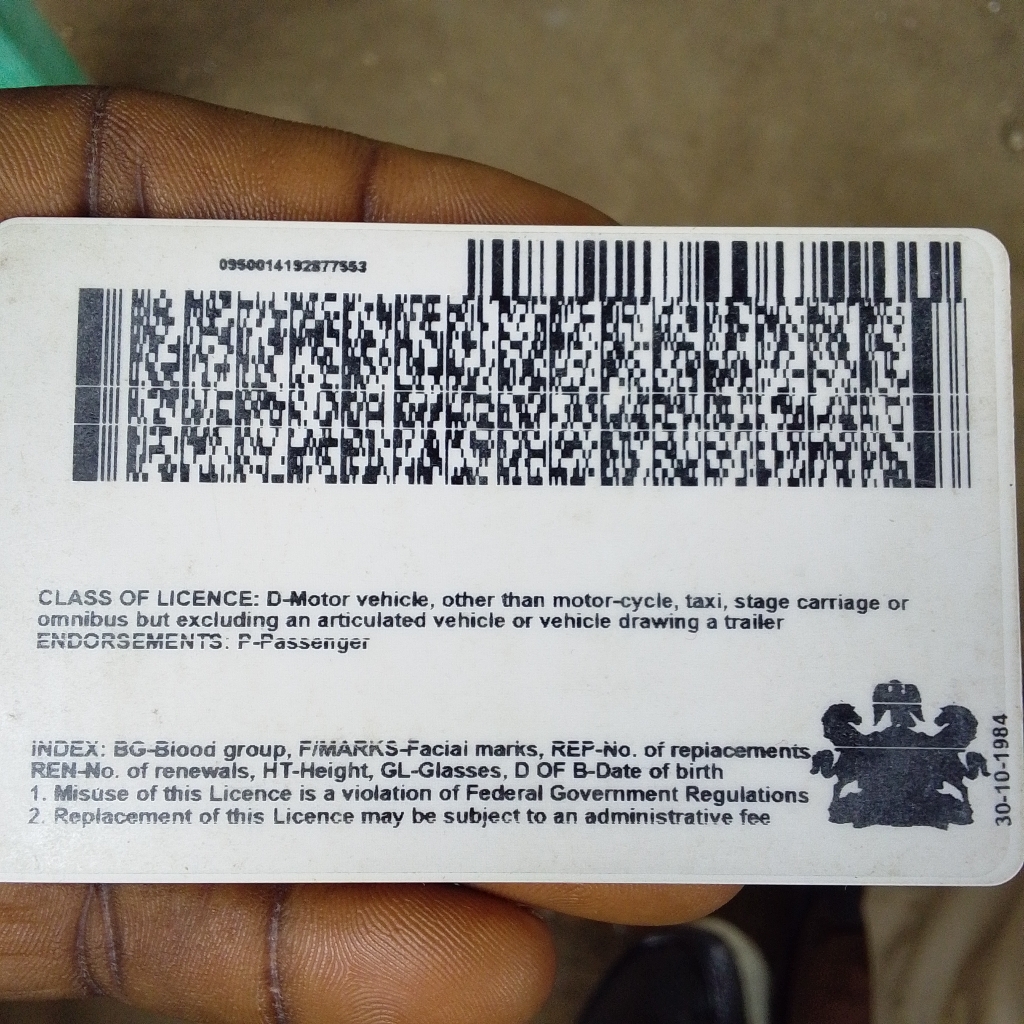 0950014192877553
CLASS OF LICENCE: D-Motor vehicle, other than motor-cycle, taxi, stage carriage or
omnibus but excluding an articulated vehicle or vehicle drawing a trailer
ENDORSEMENTS: P-Passenger
INDEX: BG-Blood group, F/MARKS-Facial marks, REP-No. of replacements,
REN-No. of renewals, HT-Height, GL-Glasses, D OF B-Date of birth
1. Misuse of this Licence is a violation of Federal Government Regulations
2. Replacement of this Licence may be subject to an administrative fee
30-10-1984